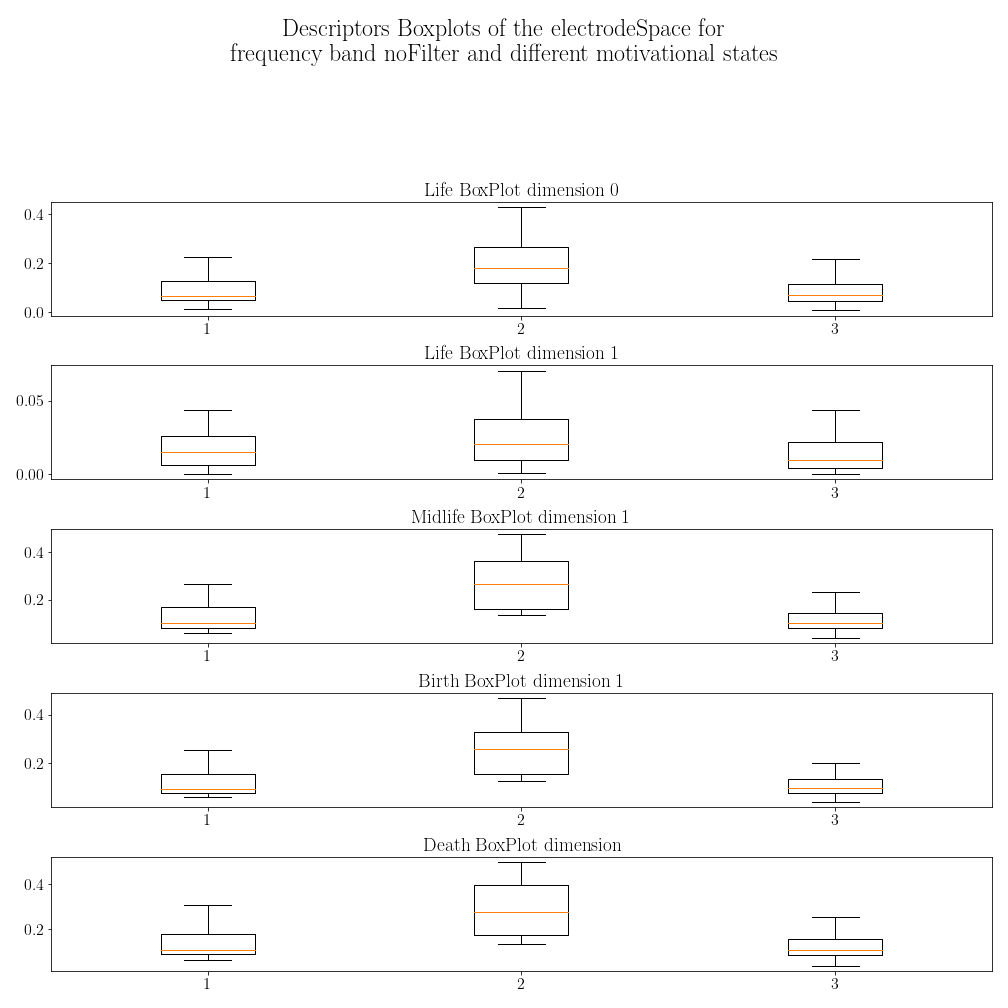 Descriptors Boxplots of the electrodeSpace for
frequency band noFilter and different motivational states
Life BoxPlot dimension 0
0.4
0.2
0.0
1 2 3
Life BoxPlot dimension 1
0.05
0.00
1 2 3
Midlife BoxPlot dimension 1
0.4
0.2
1 2 3
Birth BoxPlot dimension 1
0.4
0.2
1 2 3
Death BoxPlot dimension
0.4
0.2
1 2 3